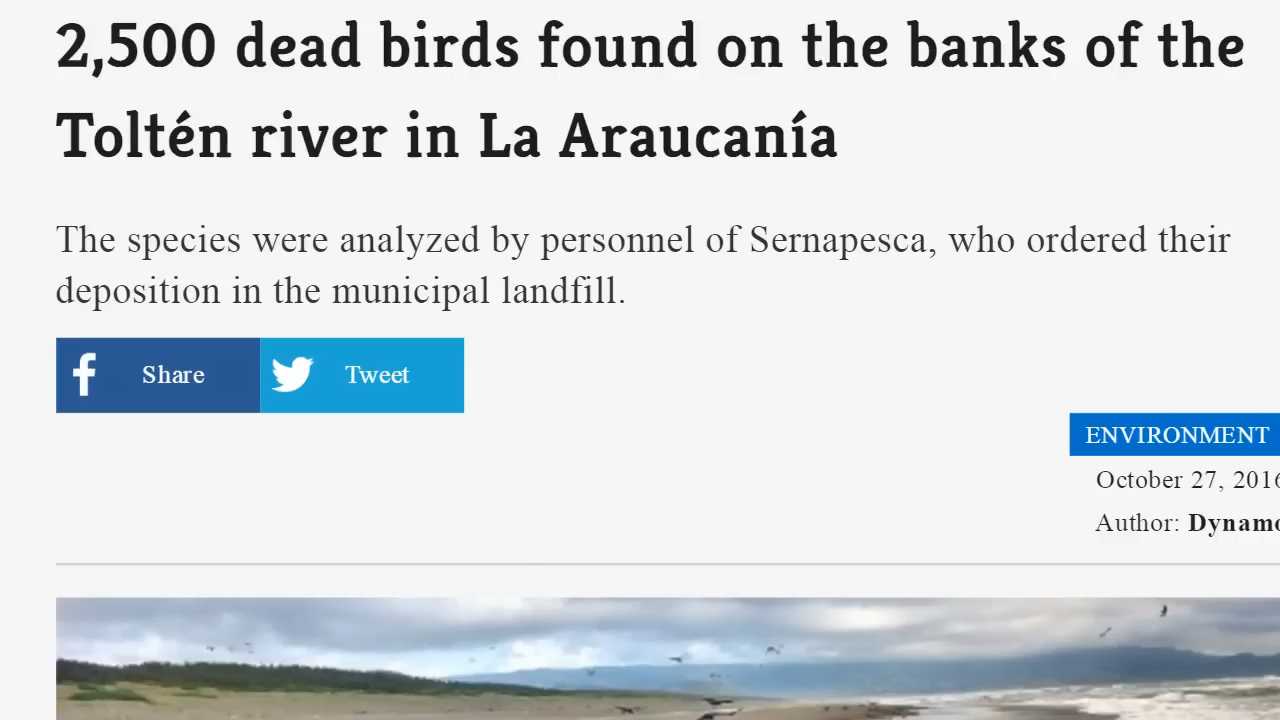 2,500 dead birds found on the banks of the
Toltén river in La Araucanía
The species were analyzed by personnel of Sernapesca, who ordered their
deposition in the municipal landfill.
Share
Tweet
ENVIRONMENT
October 27, 2016
Author: